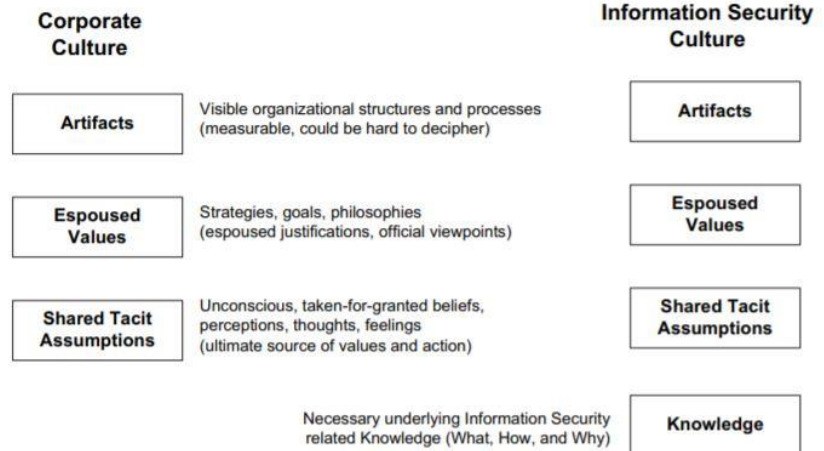 Corporate
Culture
Information Security
Culture
Artifacts
Visible organizational structures and processes
(measurable, could be hard to decipher)
Artifacts
Espoused
Values
Strategies, goals, philosophies
(espoused justifications, official viewpoints)
Espoused
Values
Shared Tacit
Assumptions
Unconscious, taken-for-granted beliefs,
perceptions, thoughts, feelings
(ultimate source of values and action)
Shared Tacit
Assumptions
Necessary underlying Information Security
related Knowledge (What, How, and Why)
Knowledge